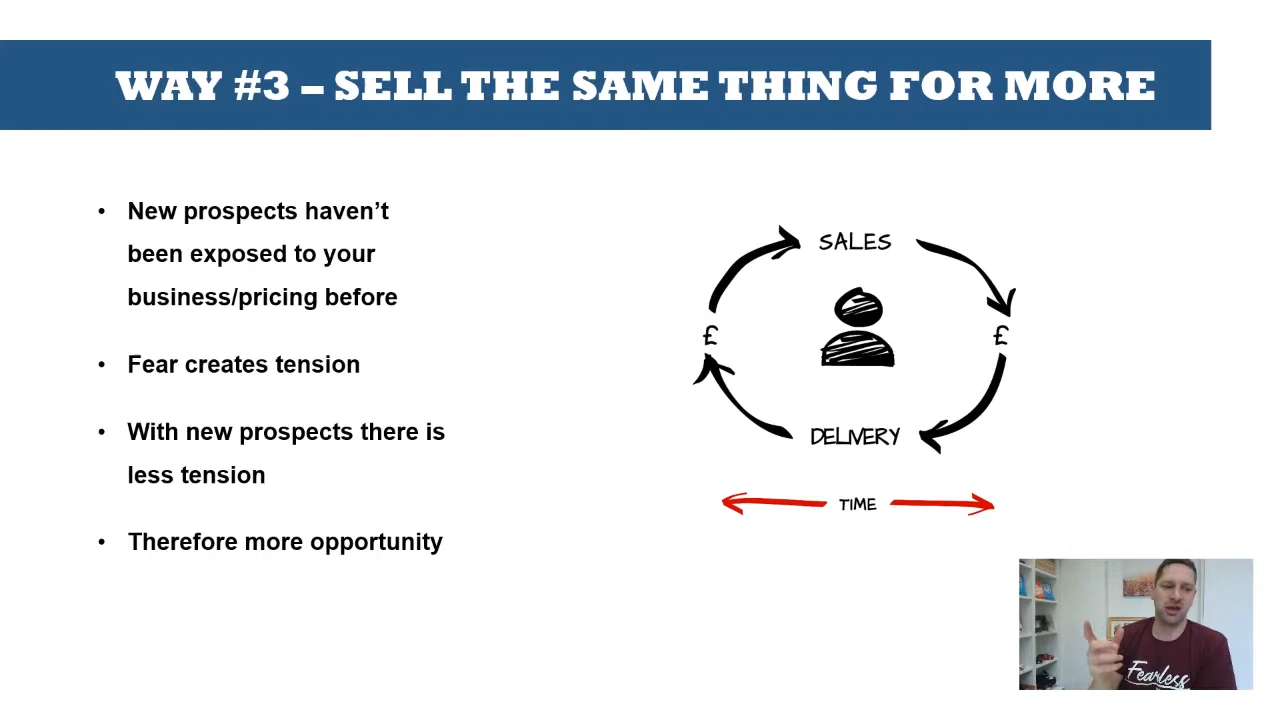 WAY #3 – SELL THE SAME THING FOR MORE
• New prospects haven’t
been exposed to your
business/pricing before
• Fear creates tension
• With new prospects there is
less tension
• Therefore more opportunity
SALES
£ £
DELIVERY
TIME
Fearless